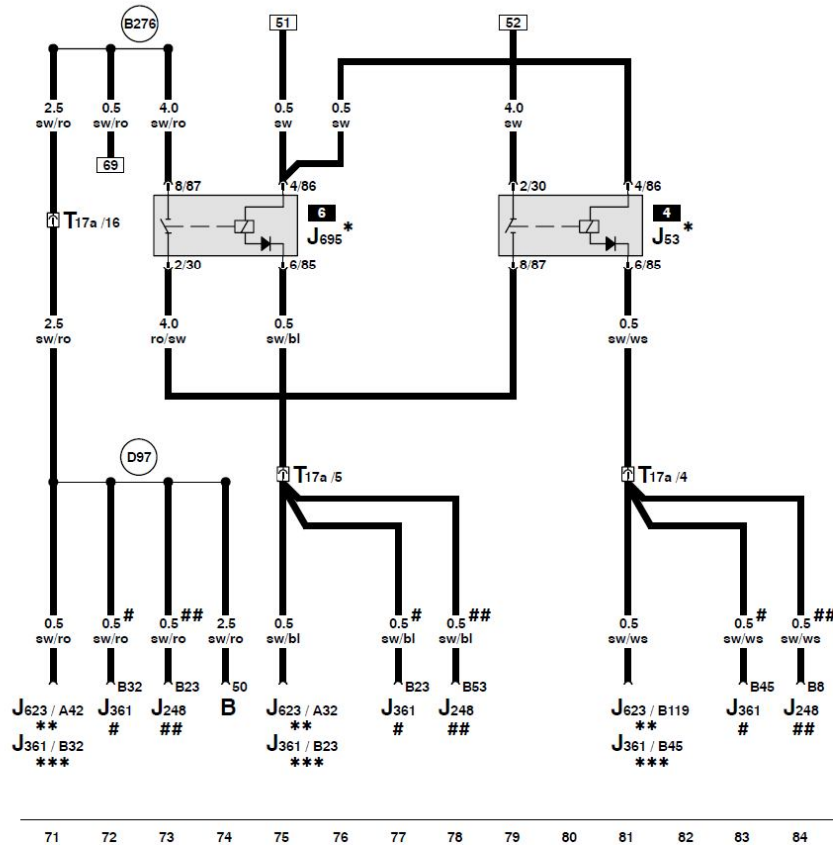 B276 51 52
2.5 0.5 4.0 0.5 0.5 4.0 0.5
sw/ro sw/ro sw/ro sw sw sw sw
69
8/87 4/86 2/30 4/86
T17a /16 6 4
J695 * J53 *
2/30 6/85 8/87 6/85
2.5 4.0 0.5 0.5
sw/ro ro/sw sw/bl sw/ws
D97
T17a /5 T17a /4
# ## # ## # ##
0.5 0.5 0.5 2.5 0.5 0.5 0.5 0.5 0.5 0.5
sw/ro sw/ro sw/ro sw/ro sw/bl sw/bl sw/bl sw/ws sw/ws sw/ws
B32 B23 50 B23 B53 B45 B8
J623 / A42 J361 J248 B J623 / A32 J361 J248 J623 / B119 J361 J248
** # ## ** # ## ** # ##
J361 / B32 J361 / B23 J361 / B45
*** *** ***
71 72 73 74 75 76 77 78 79 80 81 82 83 84